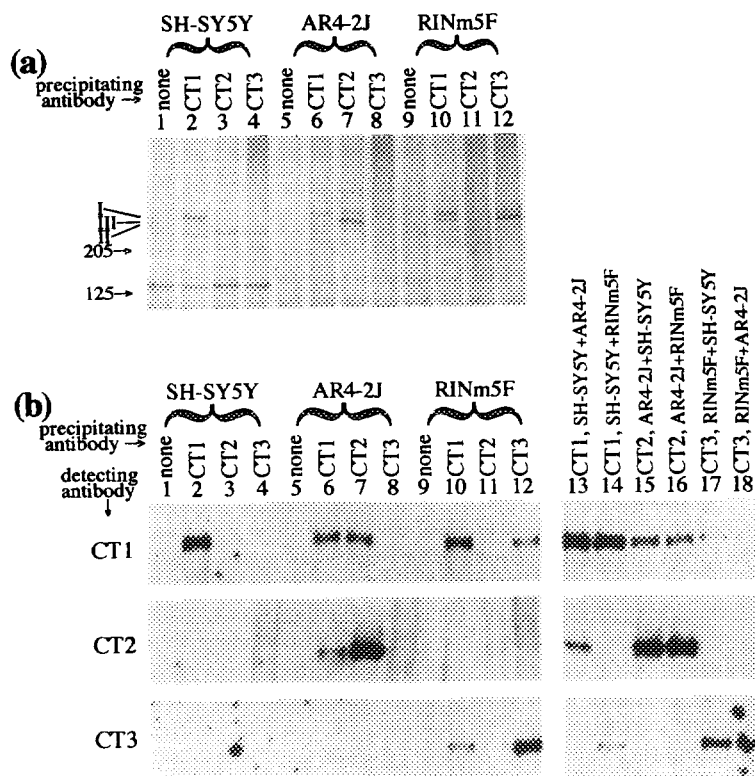 (a)
SH-SY5Y AR4-2J RINm5F
precipitating antibody →
none CT1 CT2 CT3 none CT1 CT2 CT3 none CT1 CT2 CT3
1 2 3 4 5 6 7 8 9 10 11 12
I
III
II
205→
125→
(b)
SH-SY5Y AR4-2J RINm5F
precipitating antibody →
none CT1 CT2 CT3 none CT1 CT2 CT3 none CT1 CT2 CT3
CT1, SH-SY5Y+AR4-2J
CT1, SH-SY5Y+RINm5F
CT2, AR4-2J+SH-SY5Y
CT2, AR4-2J+RINm5F
CT3, RINm5F+SH-SY5Y
CT3, RINm5F+AR4-2J
detecting antibody
↓
1 2 3 4 5 6 7 8 9 10 11 12 13 14 15 16 17 18
CT1
CT2
CT3